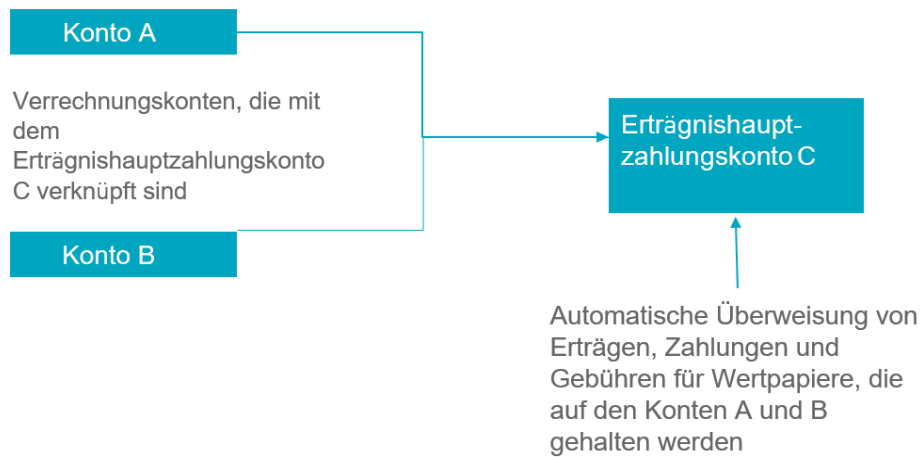 Konto A
Verrechnungskonten, die mit
dem
Erträgnishauptzahlungskonto
C verknüpft sind
Konto B
Erträgnishaupt-
zahlungskonto C
Automatische Überweisung von
Erträgen, Zahlungen und
Gebühren für Wertpapiere, die
auf den Konten A und B
gehalten werden